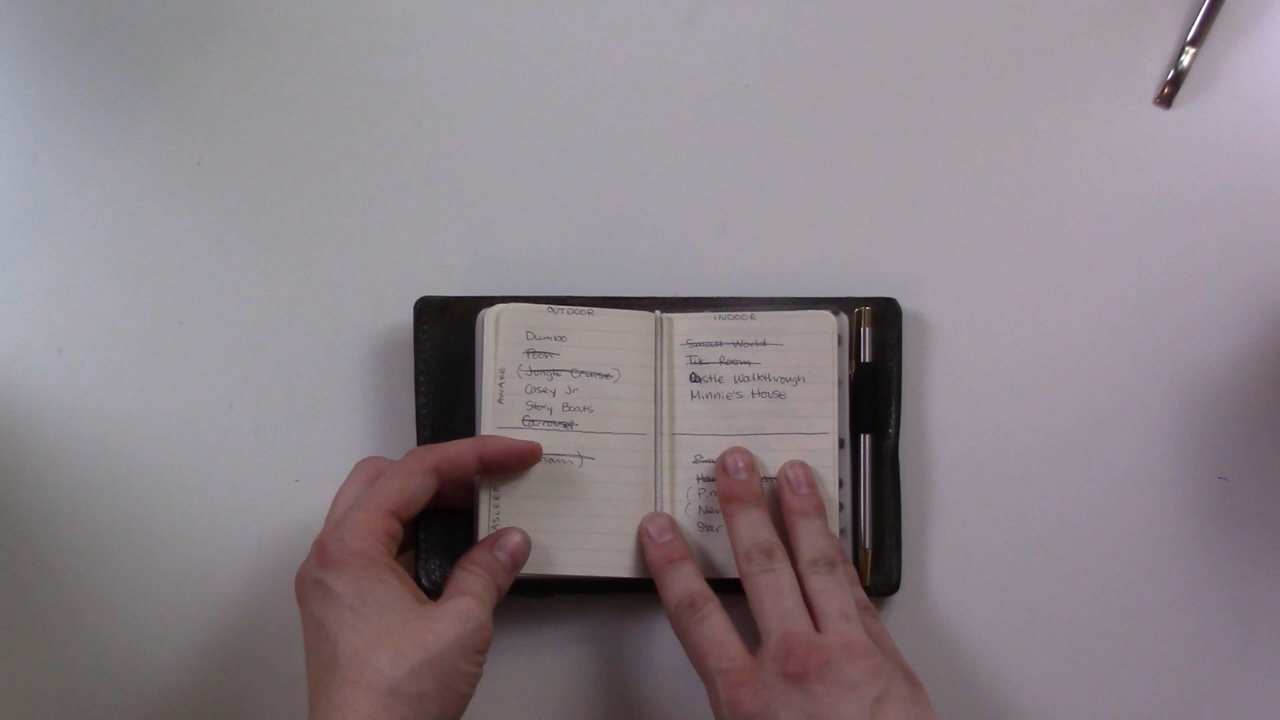 OUTDOOR
AWAKE
Dumbo
Pooh
(Jungle Cruise)
Casey Jr
Story Boats
Carousel
ASLEEP
INDOOR
Small World
Tiki Room
Castle Walkthrough
Minnie's House
Star